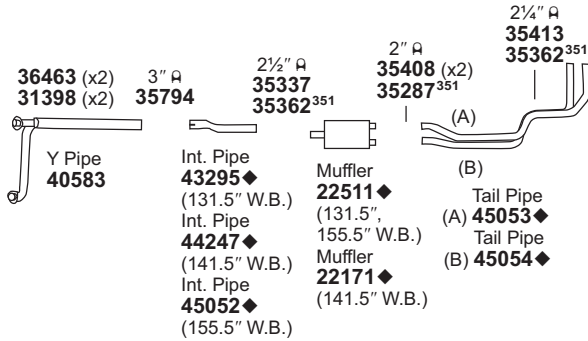 36463 (x2)
31398 (x2)
3″
35794
2½″
35337
35362³⁵¹
2″
35408 (x2)
35287³⁵¹
2¼″
35413
35362³⁵¹
Y Pipe
40583
Int. Pipe
43295◆
(131.5″ W.B.)
Int. Pipe
44247◆
(141.5″ W.B.)
Int. Pipe
45052◆
(155.5″ W.B.)
Muffler
22511◆
(131.5″,
155.5″ W.B.)
Muffler
22171◆
(141.5″ W.B.)
(A)
(B)
Tail Pipe
(A) 45053◆
Tail Pipe
(B) 45054◆